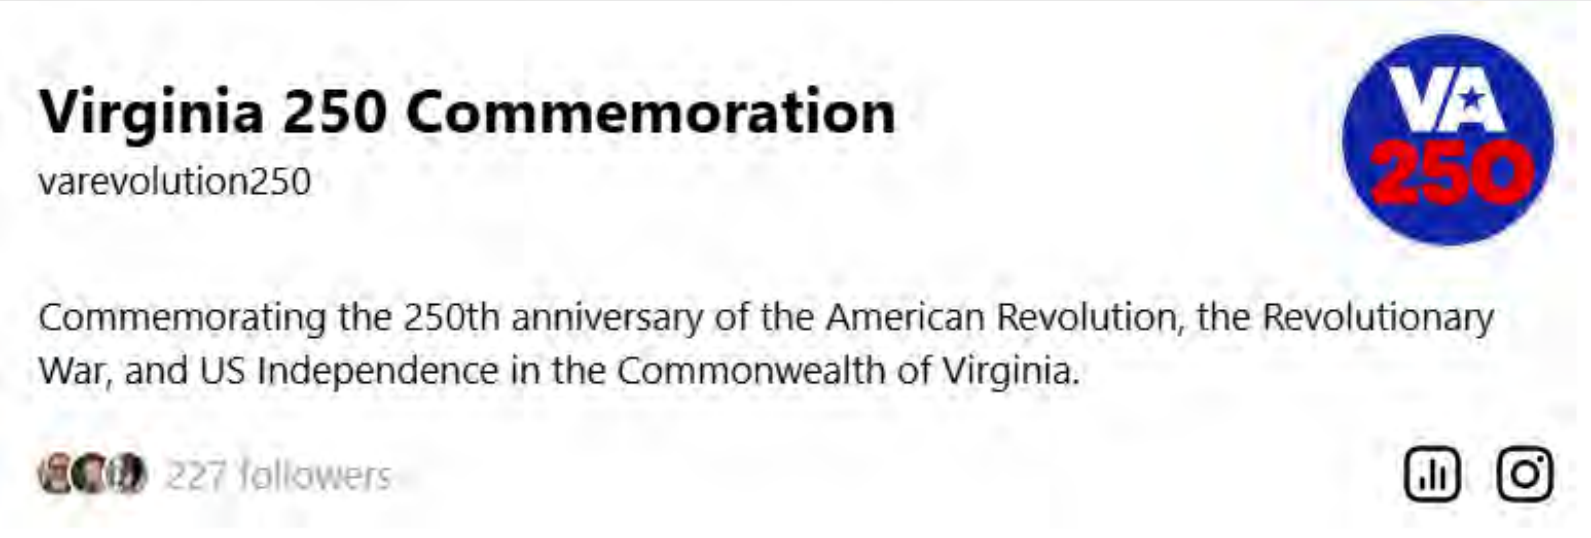 Virginia 250 Commemoration
varevolution250
VA
250
Commemorating the 250th anniversary of the American Revolution, the Revolutionary
War, and US Independence in the Commonwealth of Virginia.
227 followers